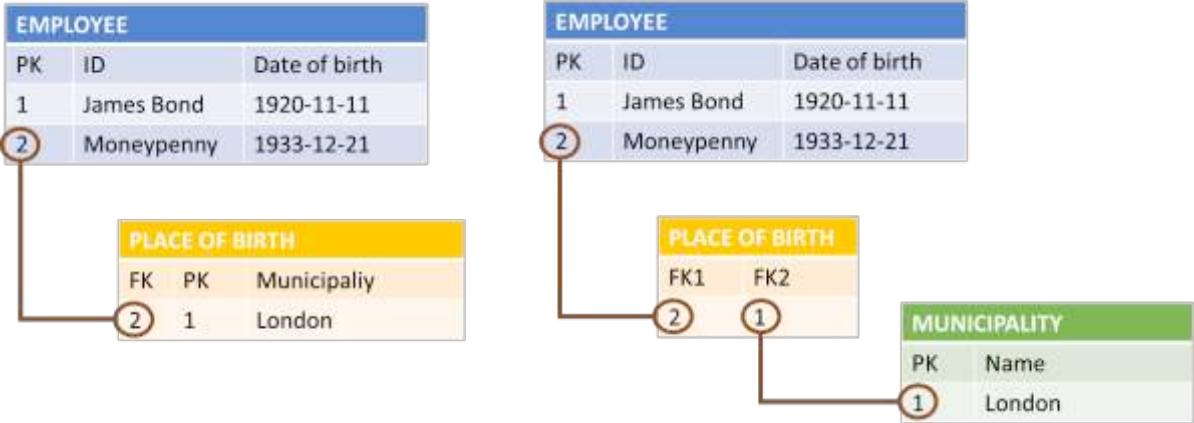 EMPLOYEE
PK ID Date of birth
1 James Bond 1920-11-11
2 Moneypenny 1933-12-21
PLACE OF BIRTH
FK PK Municipaliy
2 1 London
EMPLOYEE
PK ID Date of birth
1 James Bond 1920-11-11
2 Moneypenny 1933-12-21
PLACE OF BIRTH
FK1 FK2
2 1
MUNICIPALITY
PK Name
1 London